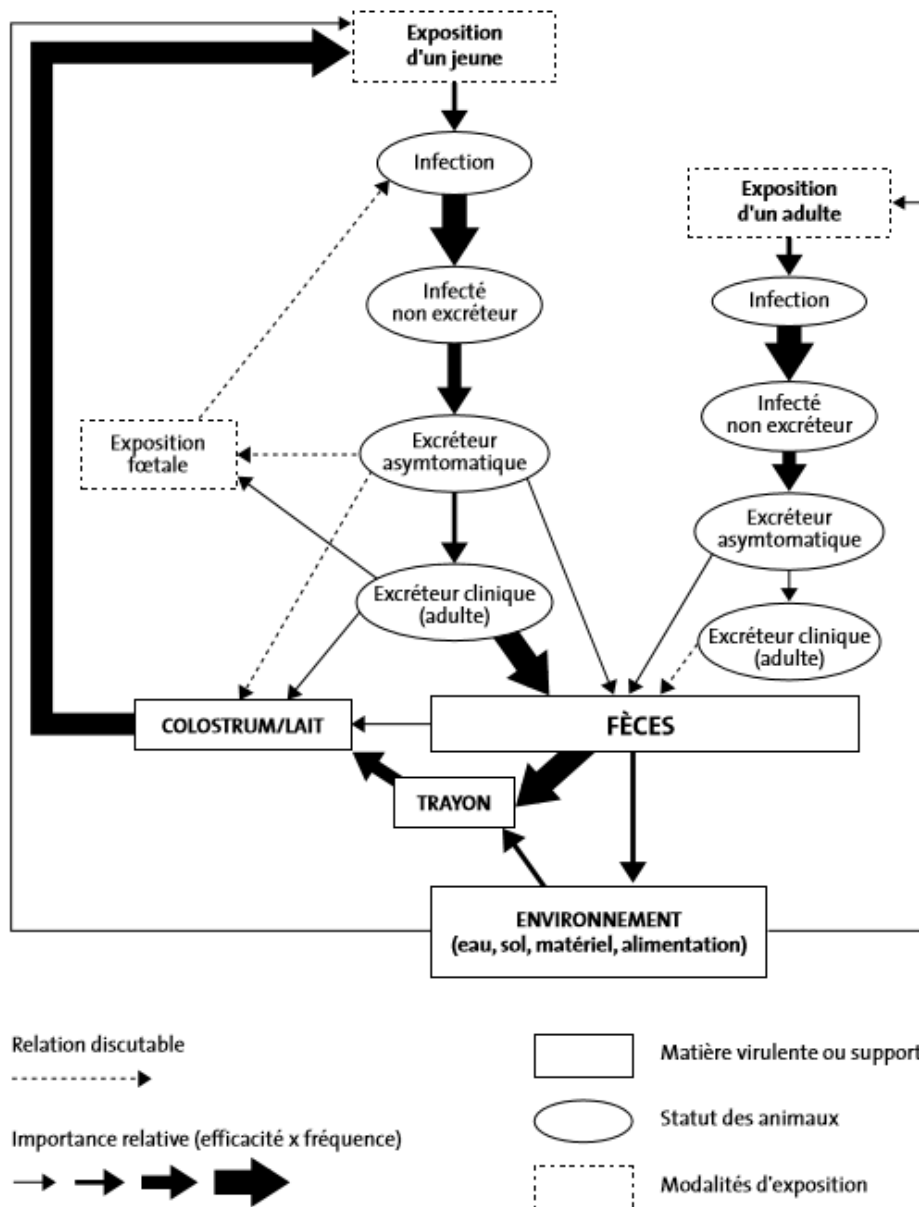 Exposition
d'un jeune
Infection
Exposition
d'un adulte
Infecté
non excréteur
Infection
Exposition
fœtale
Excréteur
asymtomatique
Infecté
non excréteur
Excréteur
asymtomatique
Excréteur clinique
(adulte)
Excréteur clinique
(adulte)
COLOSTRUM/LAIT
FÈCES
TRAYON
ENVIRONNEMENT
(eau, sol, matériel, alimentation)
Relation discutable
Matière virulente ou support
Statut des animaux
Importance relative (efficacité x fréquence)
Modalités d'exposition